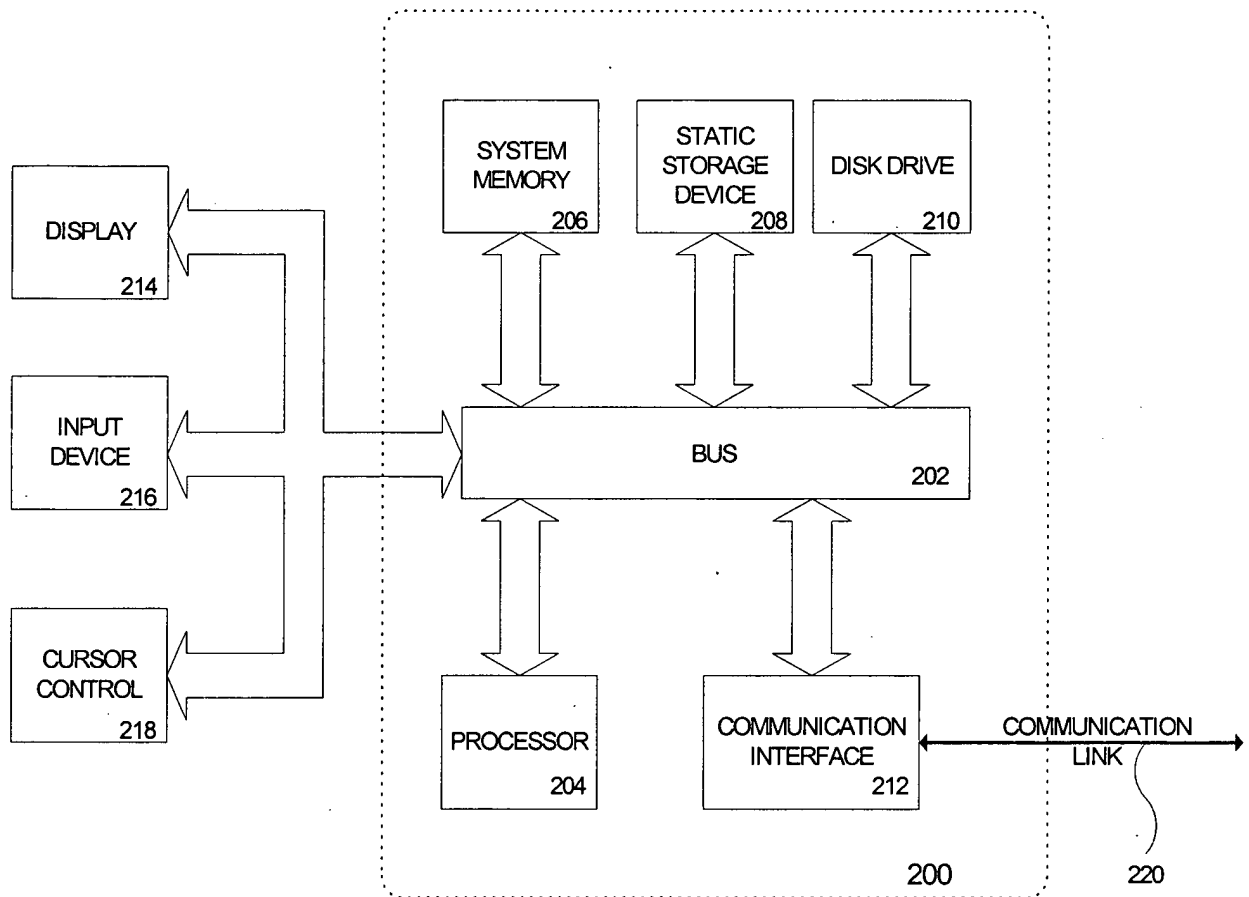 SYSTEM
MEMORY
206
STATIC
STORAGE
DEVICE
208
DISK DRIVE
210
DISPLAY
214
INPUT
DEVICE
216
BUS
202
CURSOR
CONTROL
218
PROCESSOR
204
COMMUNICATION
INTERFACE
212
COMMUNICATION
LINK
220
200